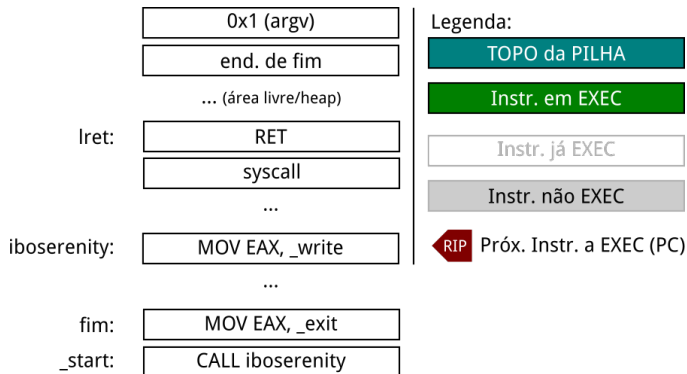 0x1 (argv)
end. de fim
... (área livre/heap)
lret:
RET
syscall
...
iboserenity:
MOV EAX, _write
...
fim:
MOV EAX, _exit
_start:
CALL iboserenity
Legenda:
TOPO da PILHA
Instr. em EXEC
Instr. já EXEC
Instr. não EXEC
RIP
Próx. Instr. a EXEC (PC)